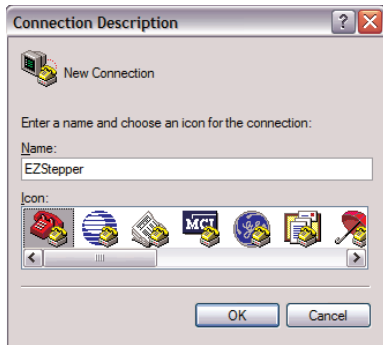 Connection Description
New Connection
Enter a name and choose an icon for the connection:
Name:
EZStepper
Icon:
MCI
OK
Cancel